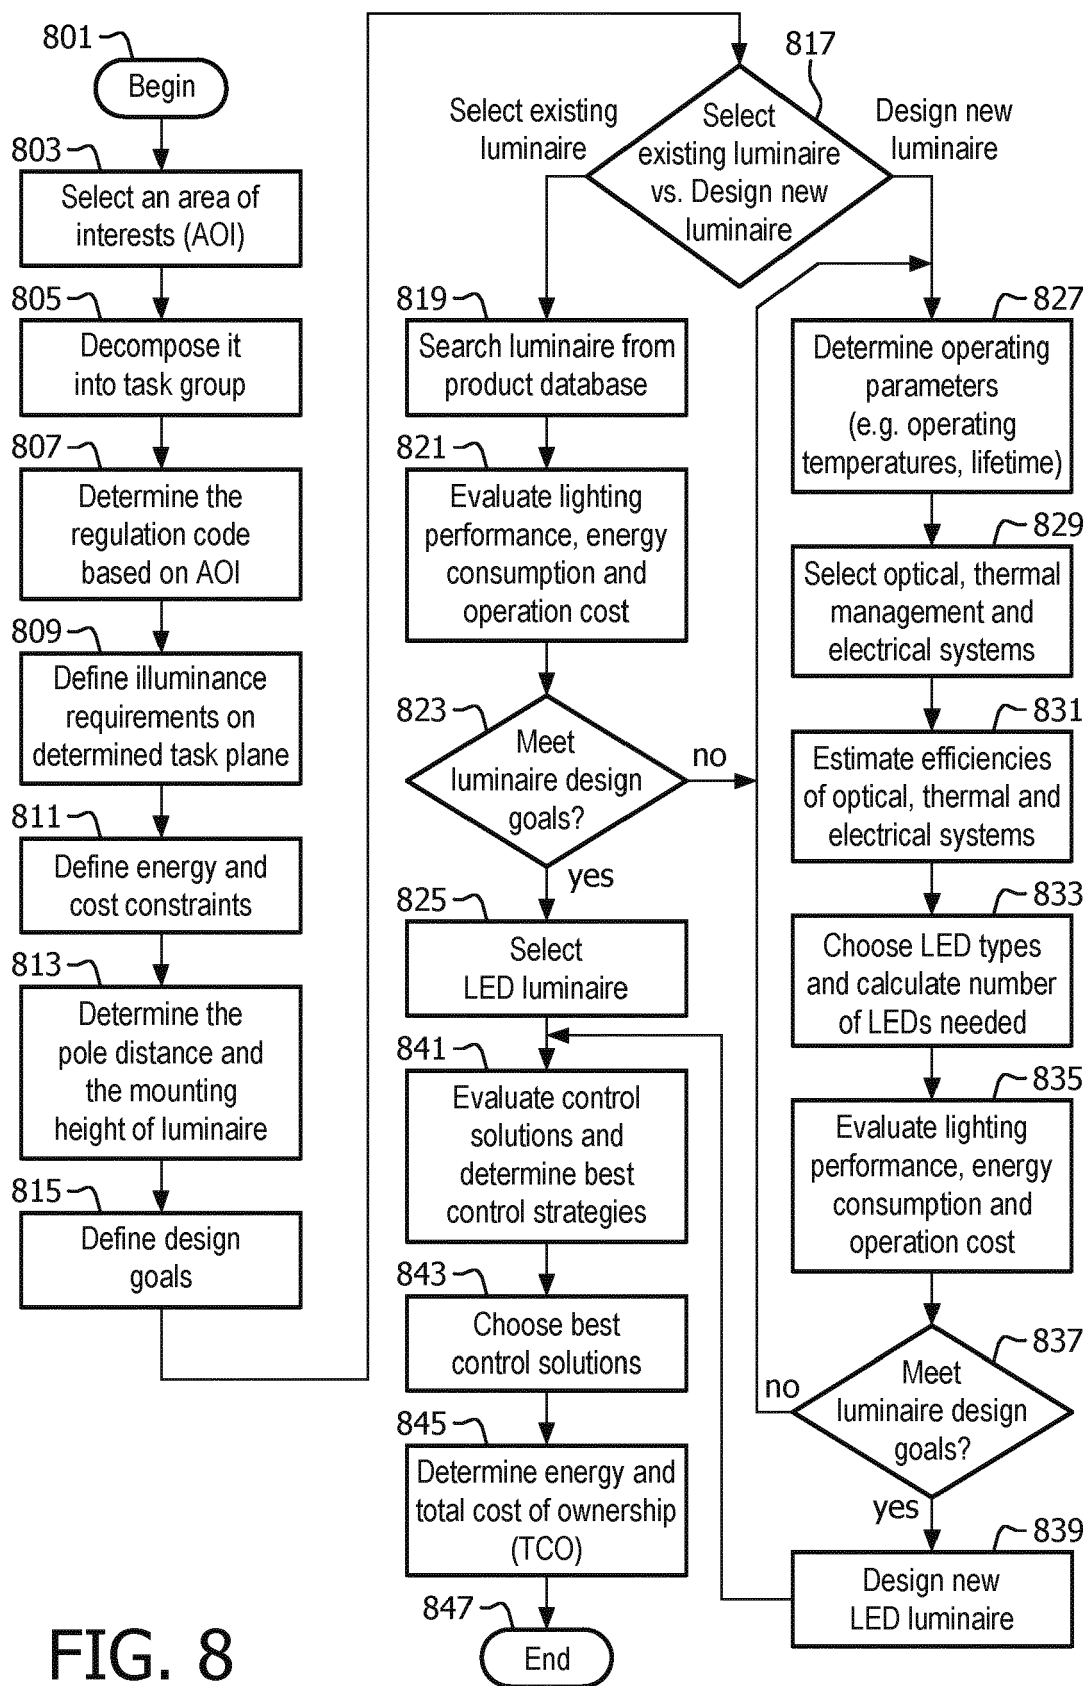 801
Begin
803
Select an area of
interests (AOI)
805
Decompose it
into task group
807
Determine the
regulation code
based on AOI
809
Define illuminance
requirements on
determined task plane
811
Define energy and
cost constraints
813
Determine the
pole distance and
the mounting
height of luminaire
815
Define design
goals
817
Select
existing luminaire
vs. Design new
luminaire
Select existing
luminaire
Design new
luminaire
819
Search luminaire from
product database
821
Evaluate lighting
performance, energy
consumption and
operation cost
823
Meet
luminaire design
goals?
no
yes
825
Select
LED luminaire
841
Evaluate control
solutions and
determine best
control strategies
843
Choose best
control solutions
845
Determine energy and
total cost of ownership
(TCO)
847
End
827
Determine operating
parameters
(e.g. operating
temperatures, lifetime)
829
Select optical, thermal
management and
electrical systems
831
Estimate efficiencies
of optical, thermal and
electrical systems
833
Choose LED types
and calculate number
of LEDs needed
835
Evaluate lighting
performance, energy
consumption and
operation cost
837
Meet
luminaire design
goals?
no
yes
839
Design new
LED luminaire
FIG. 8